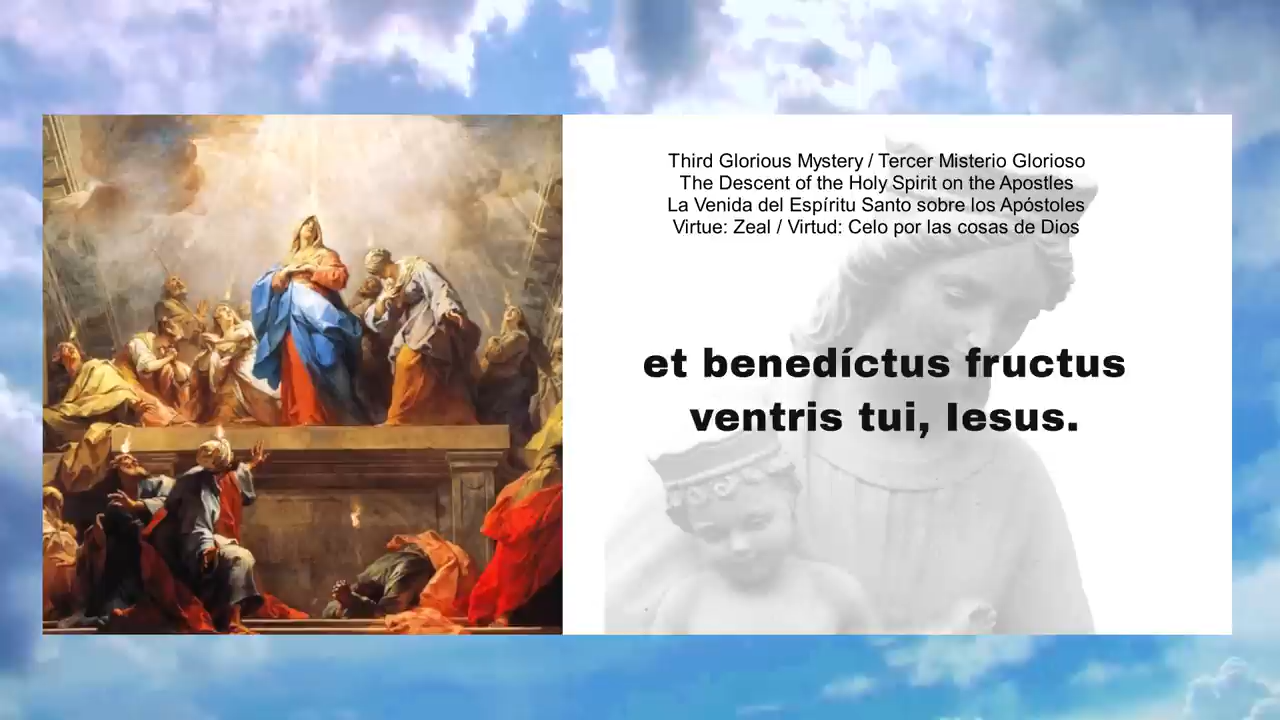 Third Glorious Mystery / Tercer Misterio Glorioso
The Descent of the Holy Spirit on the Apostles
La Venida del Espíritu Santo sobre los Apóstoles
Virtue: Zeal / Virtud: Celo por las cosas de Dios
et benedíctus fructus
ventris tui, Iesus.